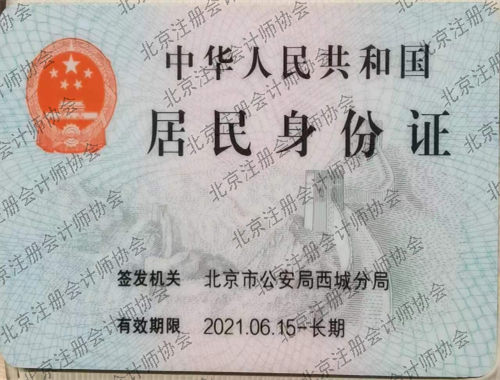 中华人民共和国
居民身份证
签发机关 北京市公安局西城分局
有效期限 2021.06.15-长期
北京注册会计师协会